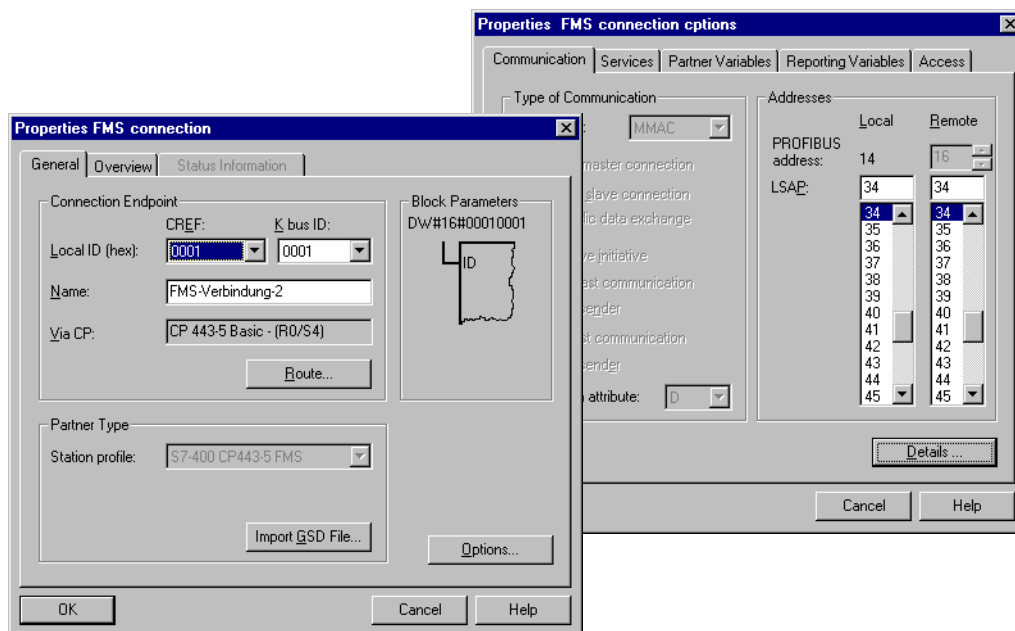 Properties FMS connection cptions
Communication Services Partner Variables Reporting Variables Access
Type of Communication
: MMAC
master connection
slave connection
lic data exchange
ve initiative
ast communication
ender
st communication
ender
attribute: D
Addresses
Local Remote
PROFIBUS address: 14 16
LSAP: 34 34
34 34
35 35
36 36
37 37
38 38
39 39
40 40
41 41
42 42
43 43
44 44
45 45
Details ...
Cancel Help
Properties FMS connection
General Overview Status Information
Connection Endpoint
CREF: K bus ID:
Local ID (hex): 0001 0001
Name: FMS-Verbindung-2
Via CP: CP 443-5 Basic - (R0/S4)
Route...
Block Parameters
DW#16#00010001
ID
Partner Type
Station profile: S7-400 CP443-5 FMS
Import GSD File...
Options...
OK Cancel Help